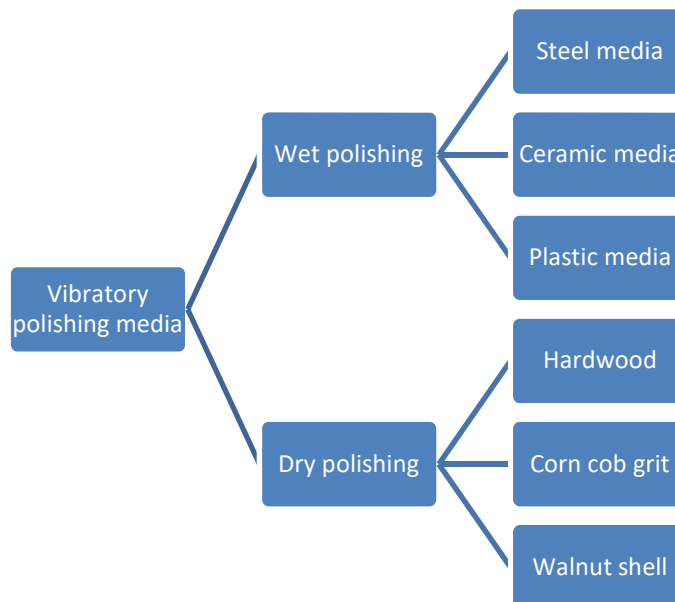 Vibratory
polishing media
Wet polishing
Steel media
Ceramic media
Plastic media
Dry polishing
Hardwood
Corn cob grit
Walnut shell